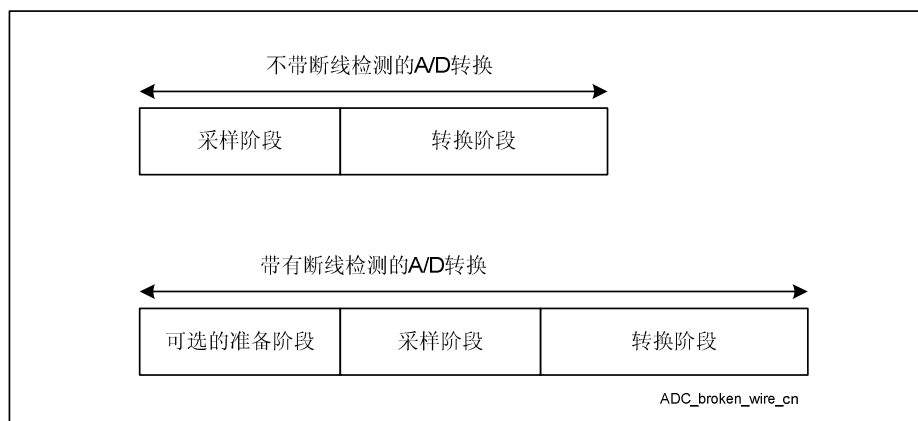 不带断线检测的A/D转换
采样阶段 转换阶段
带有断线检测的A/D转换
可选的准备阶段 采样阶段 转换阶段
ADC_broken_wire_cn